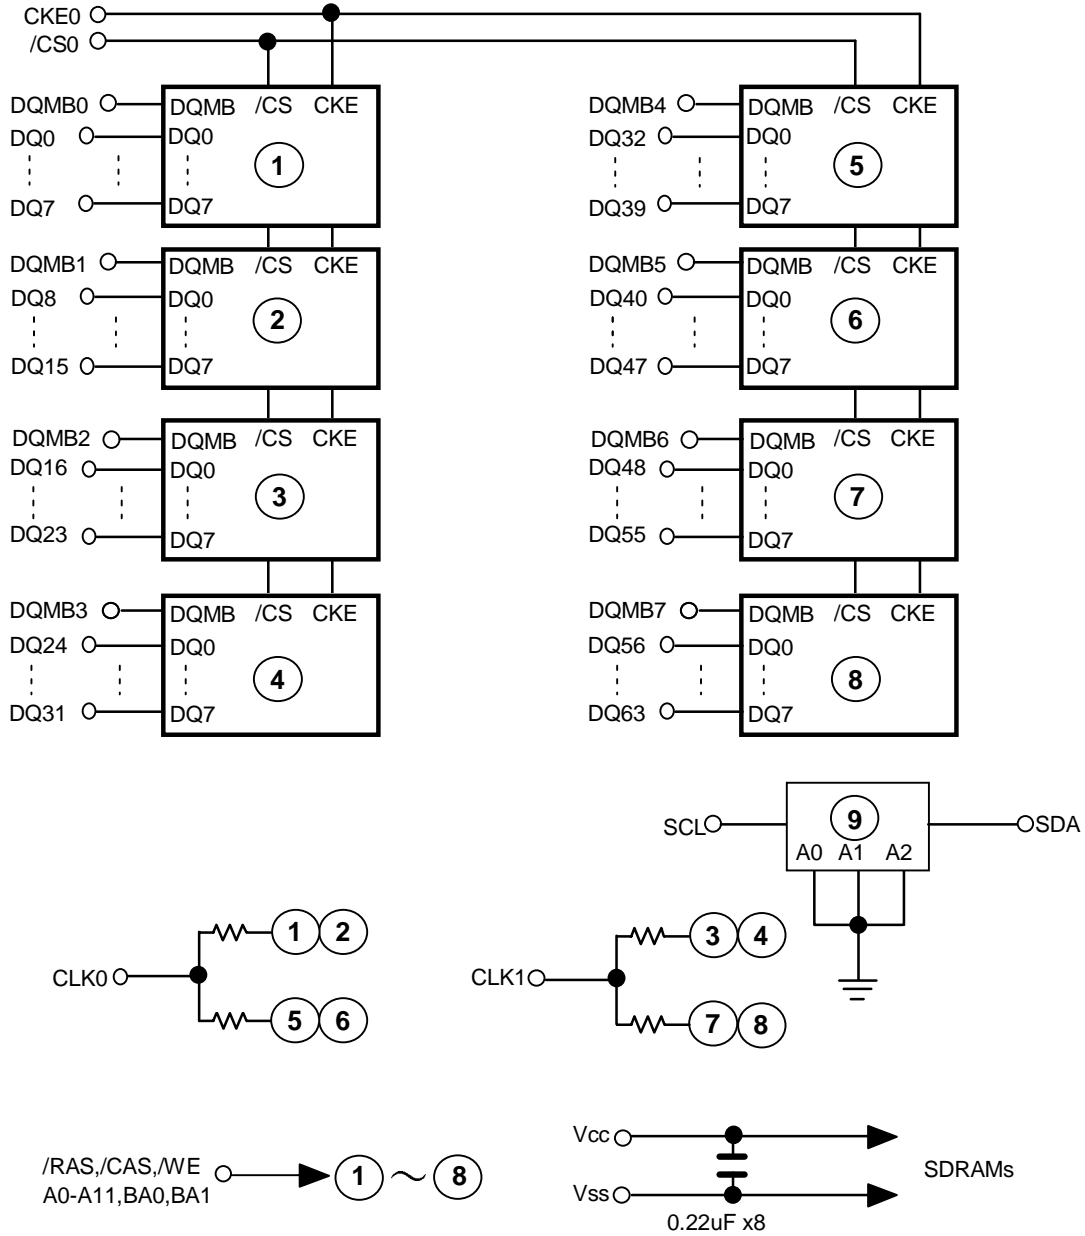 CKE0
/CS0
DQMB0 DQMB /CS CKE
DQ0 DQ0
1
DQ7 DQ7
DQMB4 DQMB /CS CKE
DQ32 DQ0
5
DQ39 DQ7
DQMB1 DQMB /CS CKE
DQ8 DQ0
2
DQ15 DQ7
DQMB5 DQMB /CS CKE
DQ40 DQ0
6
DQ47 DQ7
DQMB2 DQMB /CS CKE
DQ16 DQ0
3
DQ23 DQ7
DQMB6 DQMB /CS CKE
DQ48 DQ0
7
DQ55 DQ7
DQMB3 DQMB /CS CKE
DQ24 DQ0
4
DQ31 DQ7
DQMB7 DQMB /CS CKE
DQ56 DQ0
8
DQ63 DQ7
SCL 9 SDA
A0 A1 A2
CLK0
1 2
5 6
CLK1
3 4
7 8
/RAS,/CAS,/WE
A0-A11,BA0,BA1
1 ~ 8
Vcc
Vss
SDRAMs
0.22uF x8